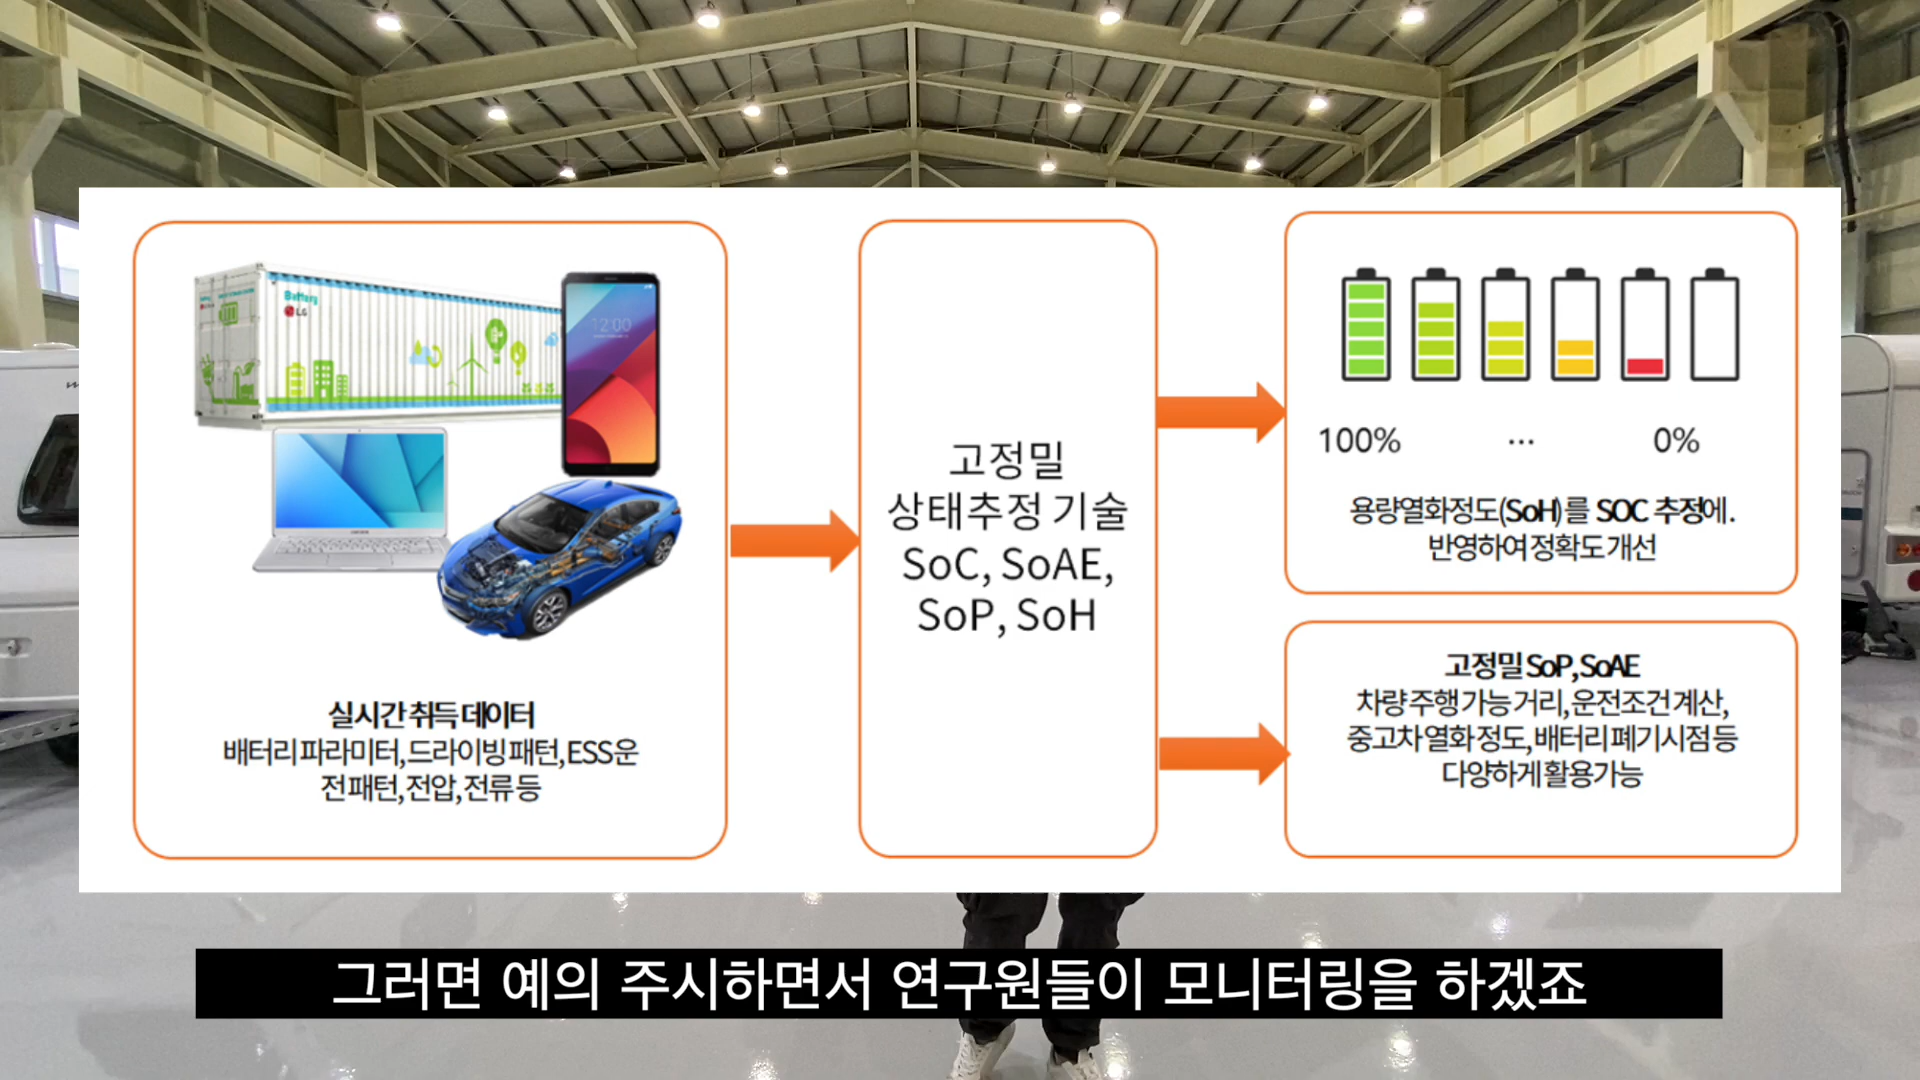 Battery
LG
12:00
실시간 취득 데이터
배터리 파라미터, 드라이빙 패턴, ESS 운
전 패턴, 전압, 전류 등
고정밀
상태추정 기술
SoC, SoAE,
SoP, SoH
100% ... 0%
용량열화정도(SoH)를 SOC 추정에.
반영하여 정확도 개선
고정밀 SoP, SoAE
차량 주행 가능 거리, 운전조건 계산,
중고차 열화 정도, 배터리 폐기시점 등
다양하게 활용가능
그러면 예의 주시하면서 연구원들이 모니터링을 하겠죠